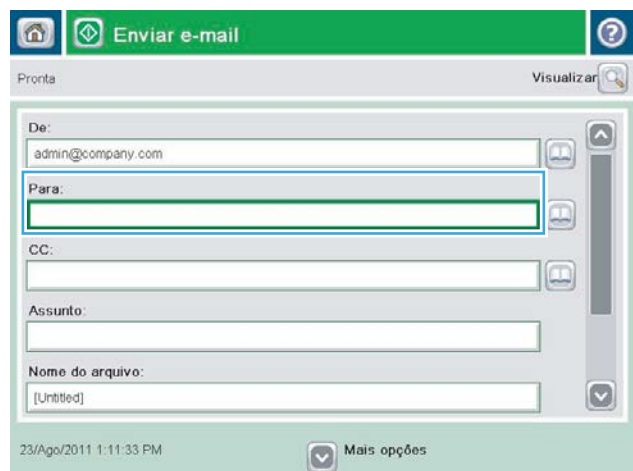 Enviar e-mail
Pronta
Visualizar
De:
admin@company.com
Para:
CC:
Assunto:
Nome do arquivo:
[Untitled]
23/Ago/2011 1:11:33 PM
Mais opções